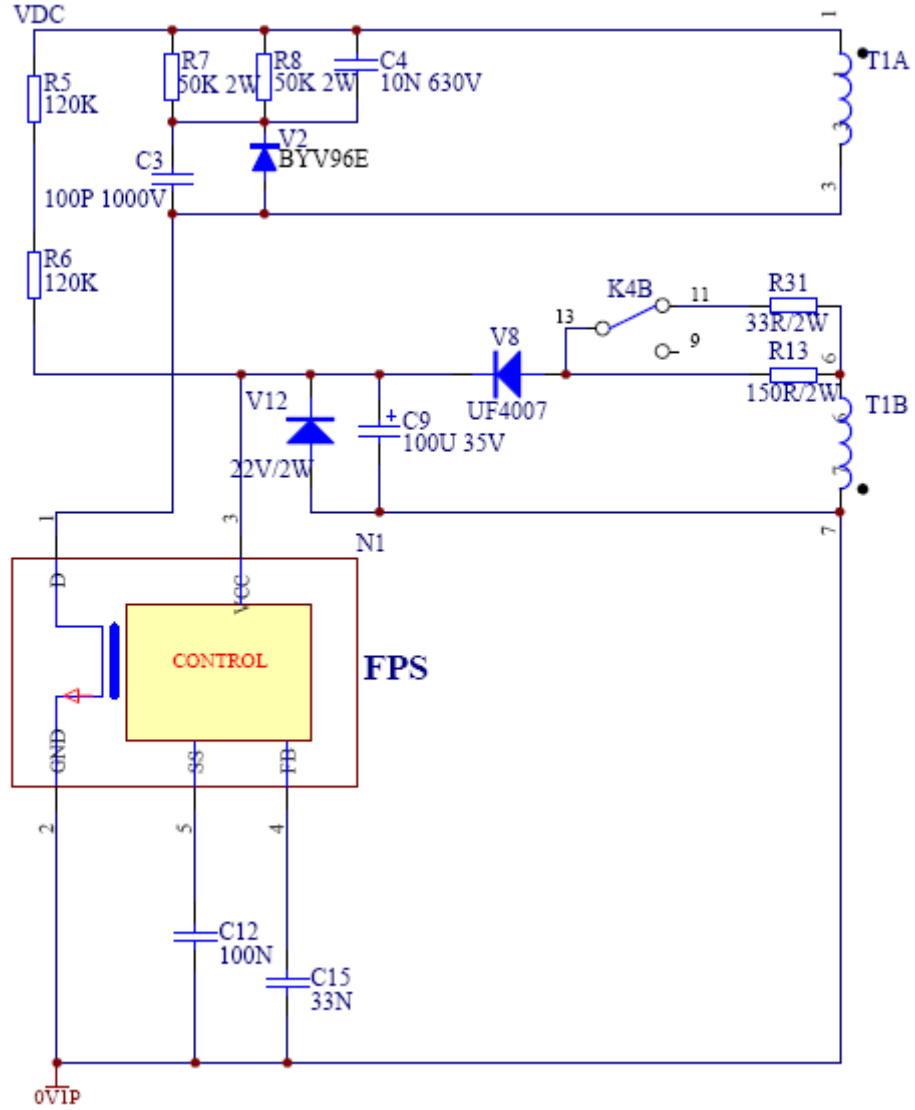 VDC
1
R7
50K 2W
R8
50K 2W
C4
10N 630V
T1A
R5
120K
1
3
V2
BYV96E
C3
100P 1000V
3
R6
120K
K4B
11
R31
33R/2W
13
9
V8
R13
6
UF4007
150R/2W
T1B
V12
C9
100U 35V
6
22V/2W
7
1
3
7
N1
D
VCC
CONTROL
FPS
GND
SS
FB
2
5
4
C12
100N
C15
33N
0V1P